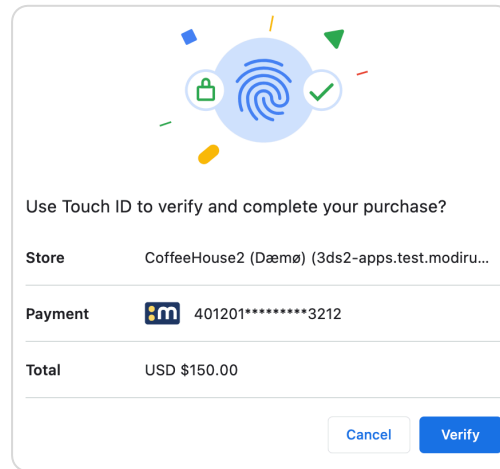 Use Touch ID to verify and complete your purchase?
Store CoffeeHouse2 (Dæmø) (3ds2-apps.test.modiru...
Payment :m 401201*********3212
Total USD $150.00
Cancel Verify